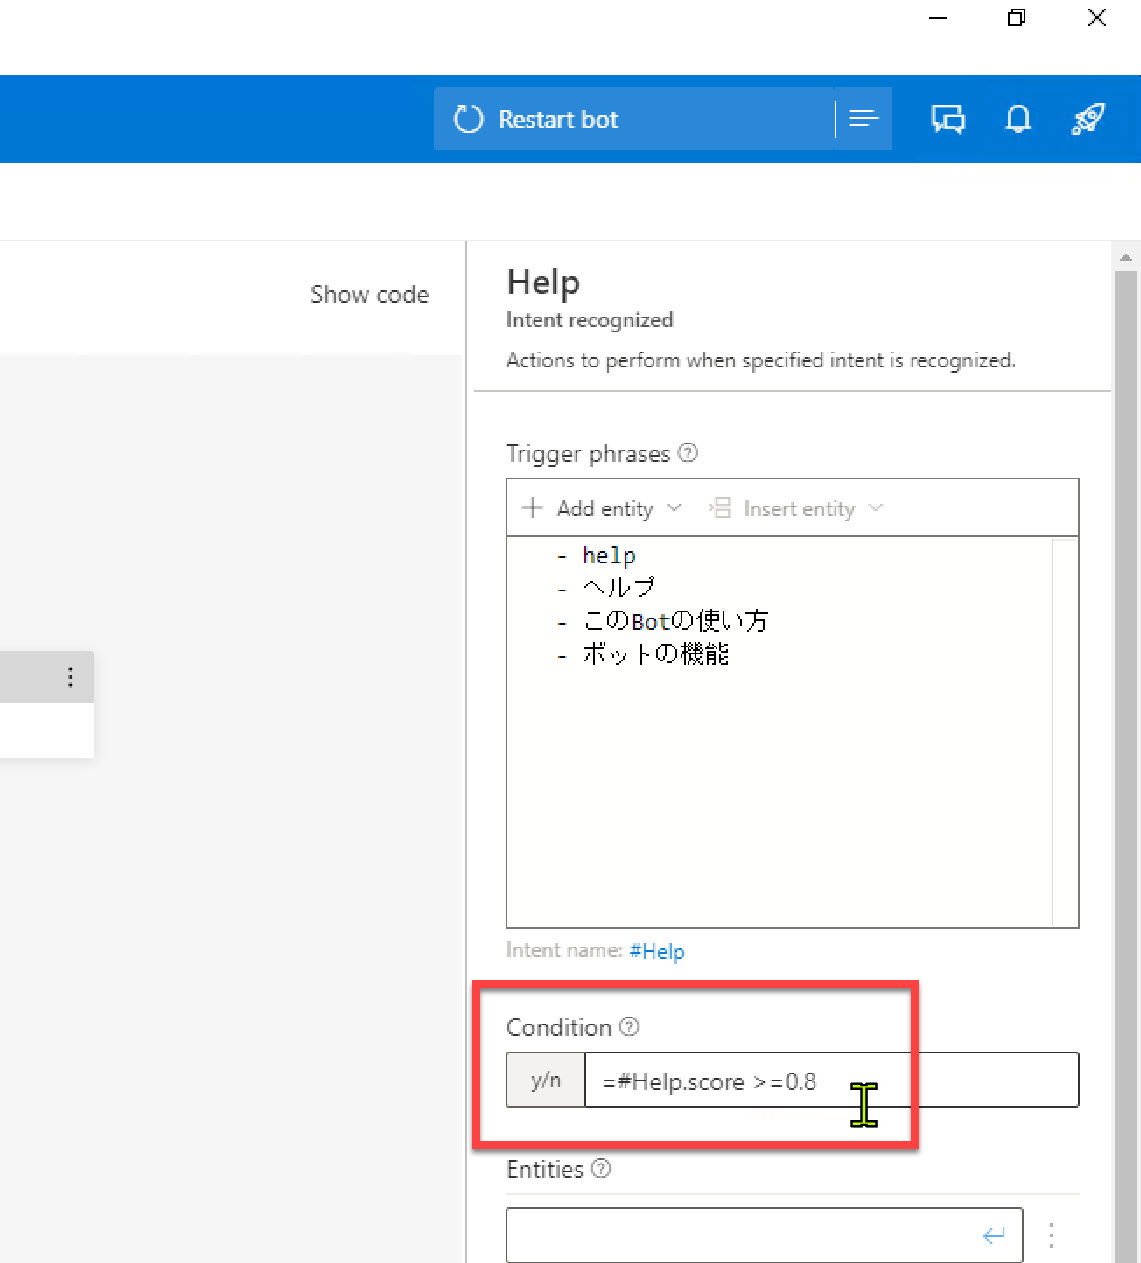 Restart bot
Show code
Help
Intent recognized
Actions to perform when specified intent is recognized.
Trigger phrases
Add entity
Insert entity
- help
- ヘルプ
- このBotの使い方
- ボットの機能
Intent name: #Help
Condition
y/n
=#Help.score >=0.8
Entities